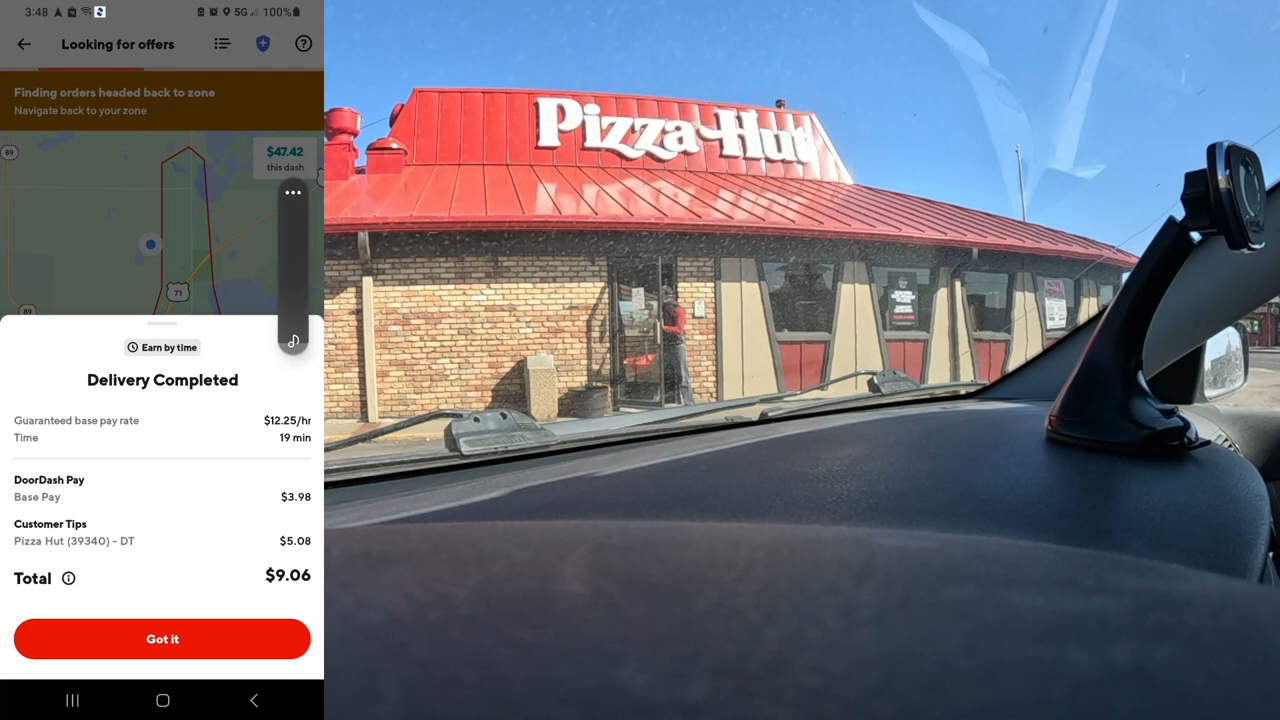 3:48
5G
100%
Looking for offers
Finding orders headed back to zone
Navigate back to your zone
89
$47.42
this dash
71
89
Earn by time
Delivery Completed
Guaranteed base pay rate $12.25/hr
Time 19 min
DoorDash Pay
Base Pay $3.98
Customer Tips
Pizza Hut (39340) - DT $5.08
Total $9.06
Got it
Pizza Hut